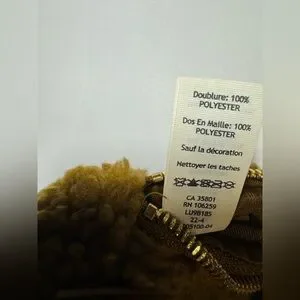 Doublure: 100%
POLYESTER
Dos En Maille: 100%
POLYESTER
Sauf la décoration
Nettoyer les taches
CA 35801
RN 106259
LU9B185
22-4